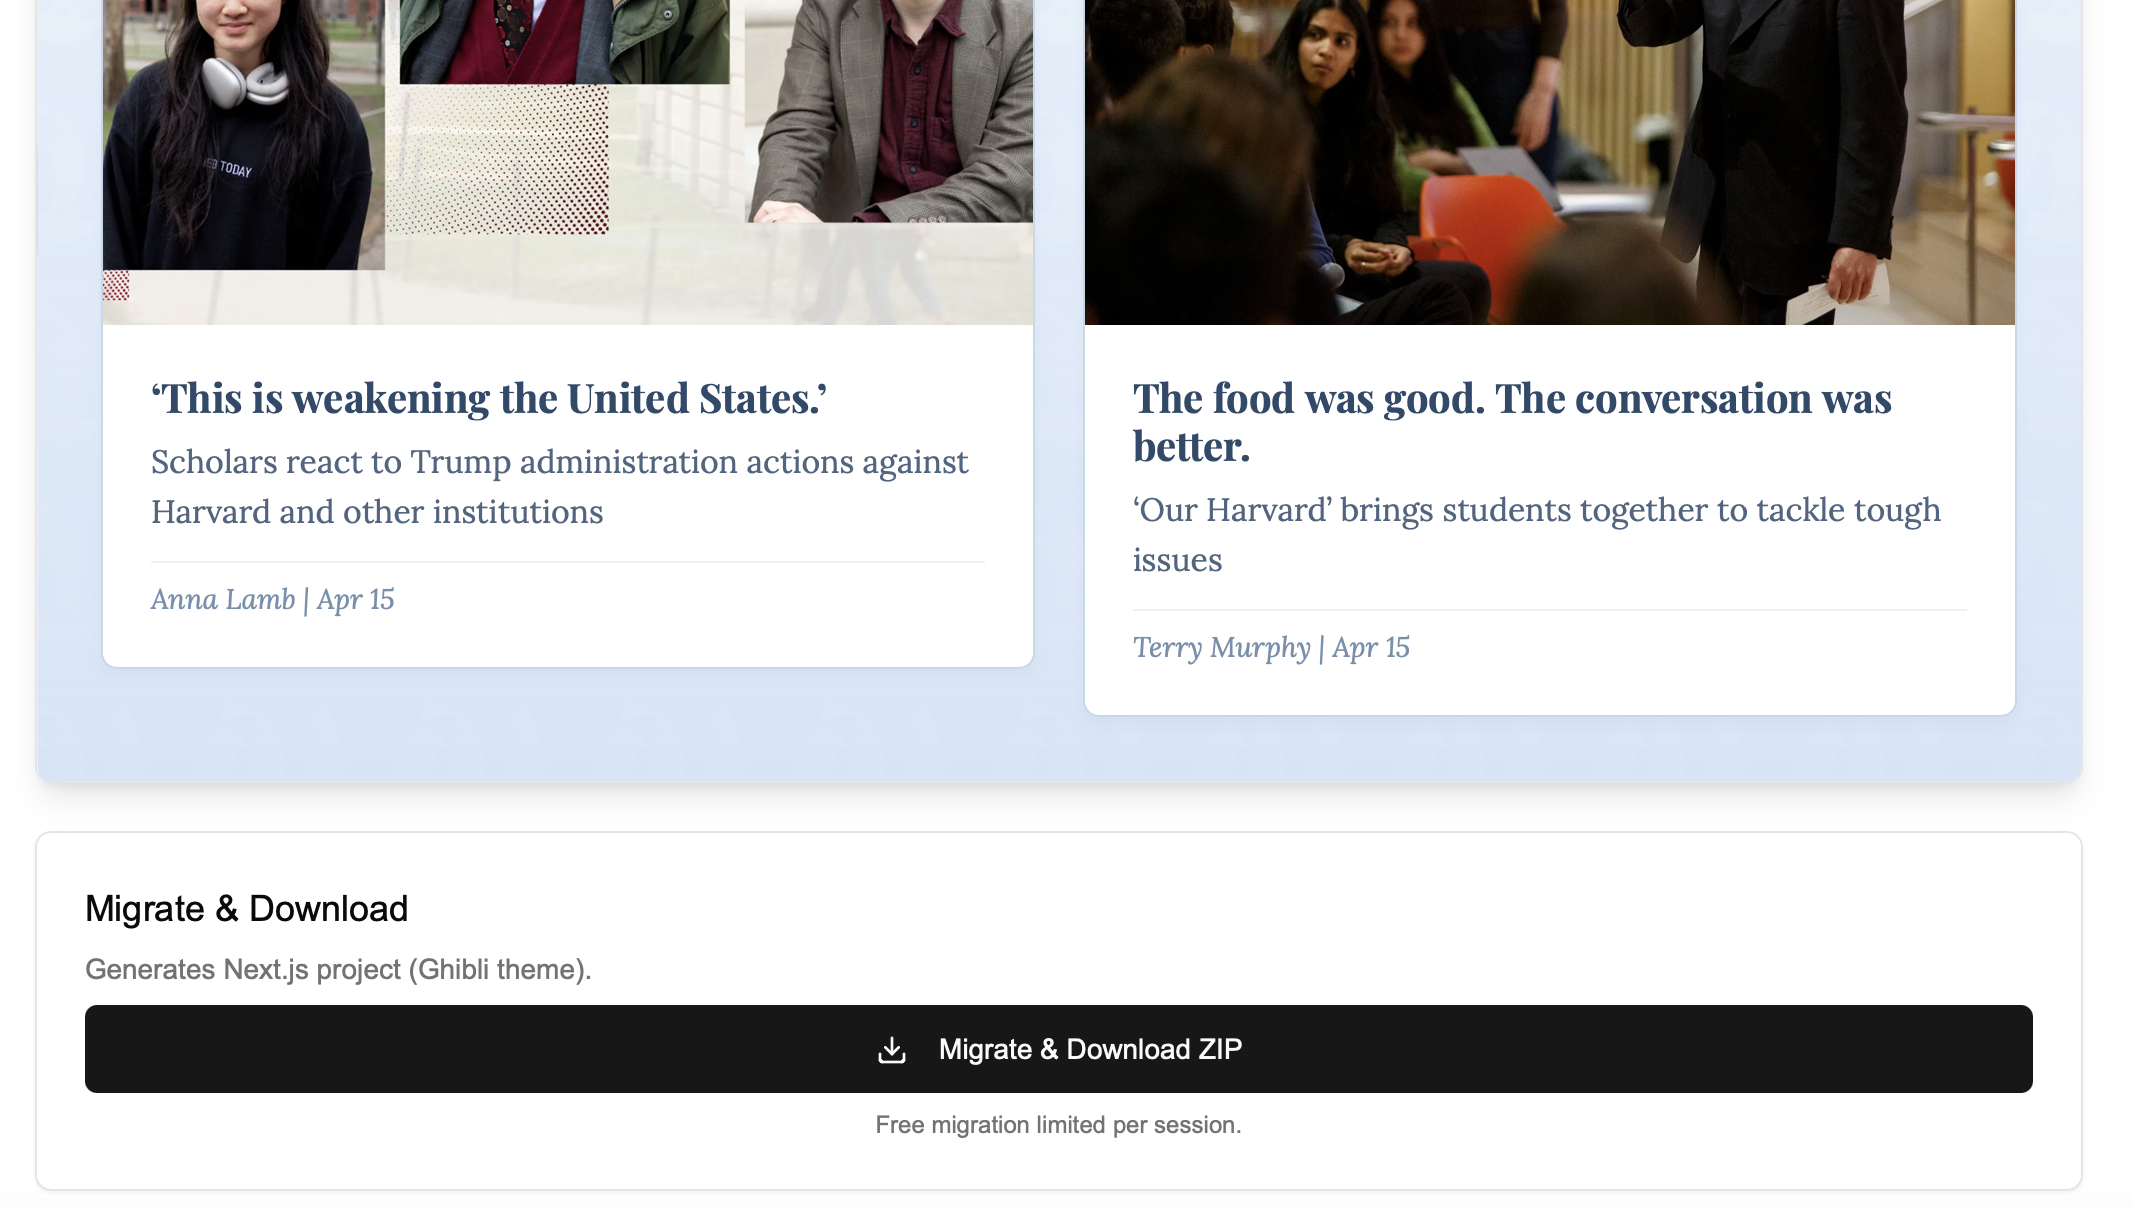 TODAY
‘This is weakening the United States.’
Scholars react to Trump administration actions against
Harvard and other institutions
Anna Lamb | Apr 15
The food was good. The conversation was
better.
‘Our Harvard’ brings students together to tackle tough
issues
Terry Murphy | Apr 15
Migrate & Download
Generates Next.js project (Ghibli theme).
Migrate & Download ZIP
Free migration limited per session.